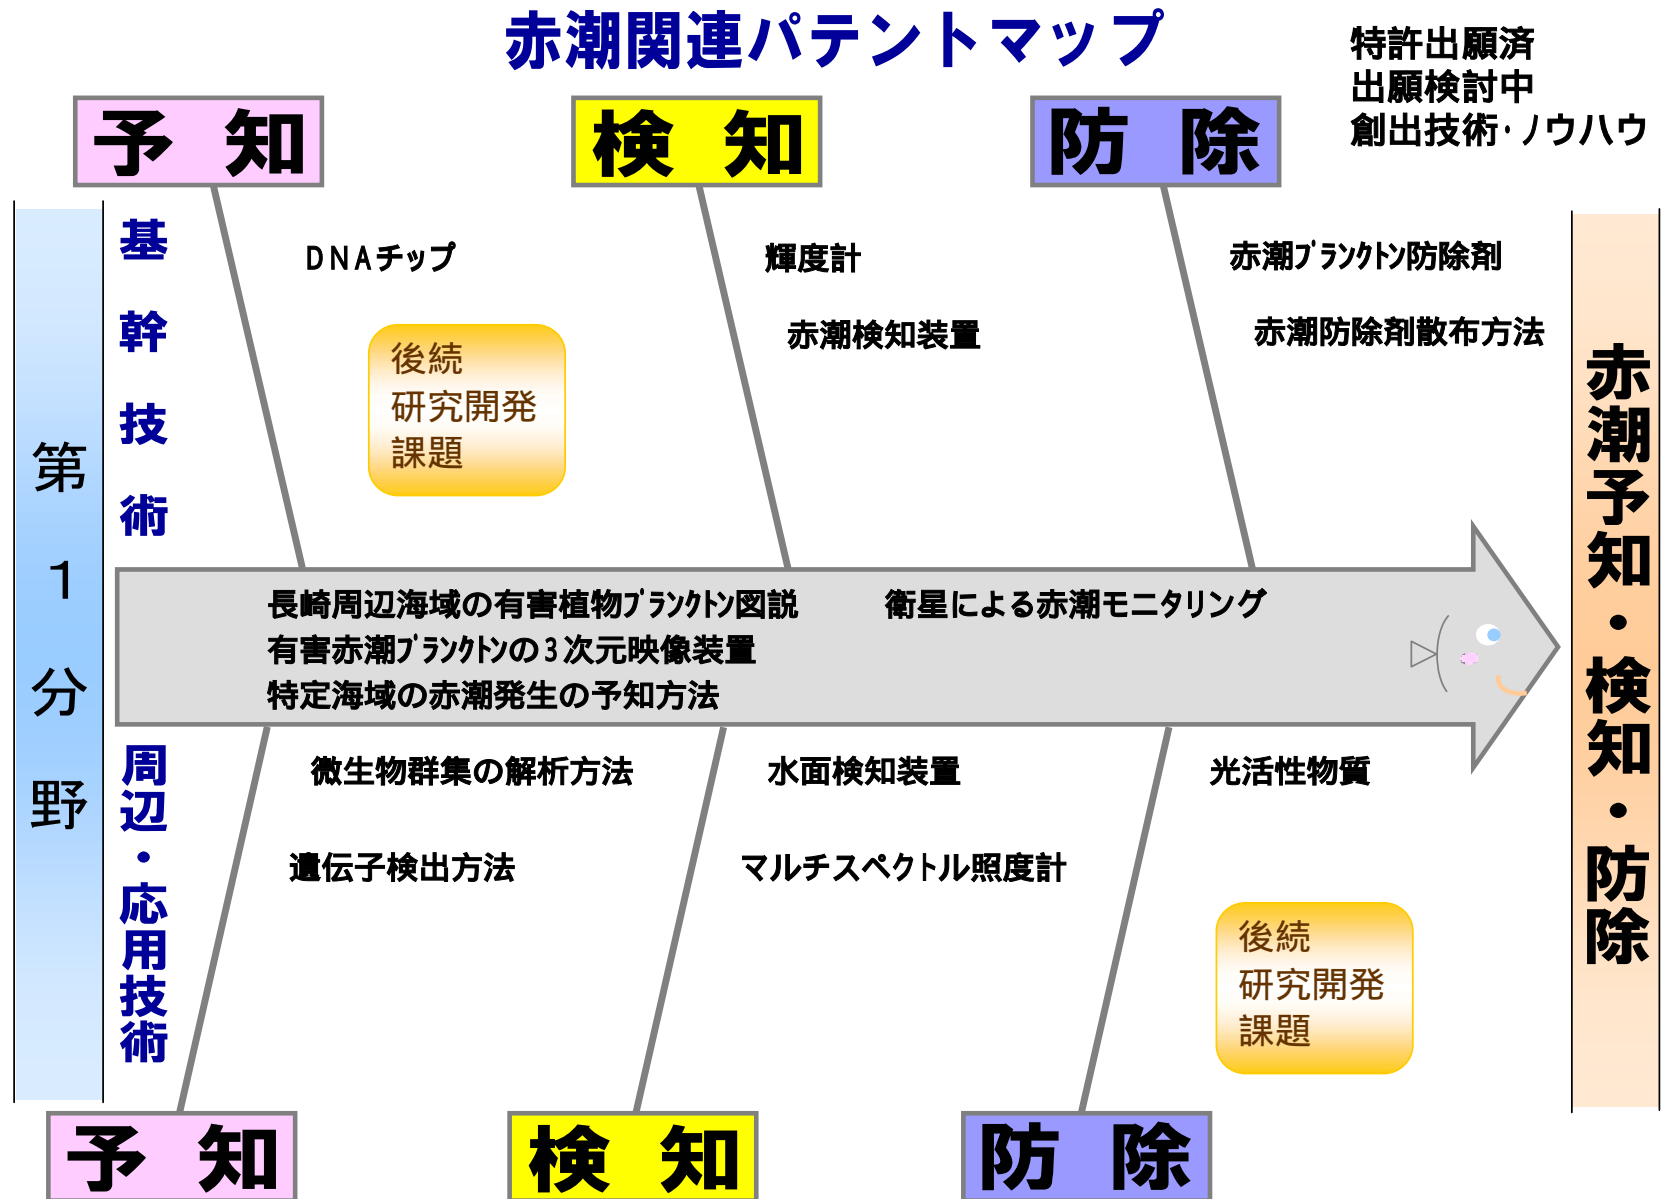 赤潮関連パテントマップ
特許出願済
出願検討中
創出技術・ノウハウ
予 知
検 知
防 除
第1分野
基幹技術
DNAチップ
後続
研究開発
課題
輝度計
赤潮検知装置
赤潮ﾌﾟﾗﾝｸﾄﾝ防除剤
赤潮防除剤散布方法
長崎周辺海域の有害植物ﾌﾟﾗﾝｸﾄﾝ図説
衛星による赤潮モニタリング
有害赤潮ﾌﾟﾗﾝｸﾄﾝの3次元映像装置
特定海域の赤潮発生の予知方法
赤潮予知・検知・防除
周辺・応用技術
微生物群集の解析方法
遺伝子検出方法
水面検知装置
マルチスペクトル照度計
光活性物質
後続
研究開発
課題
予 知
検 知
防 除